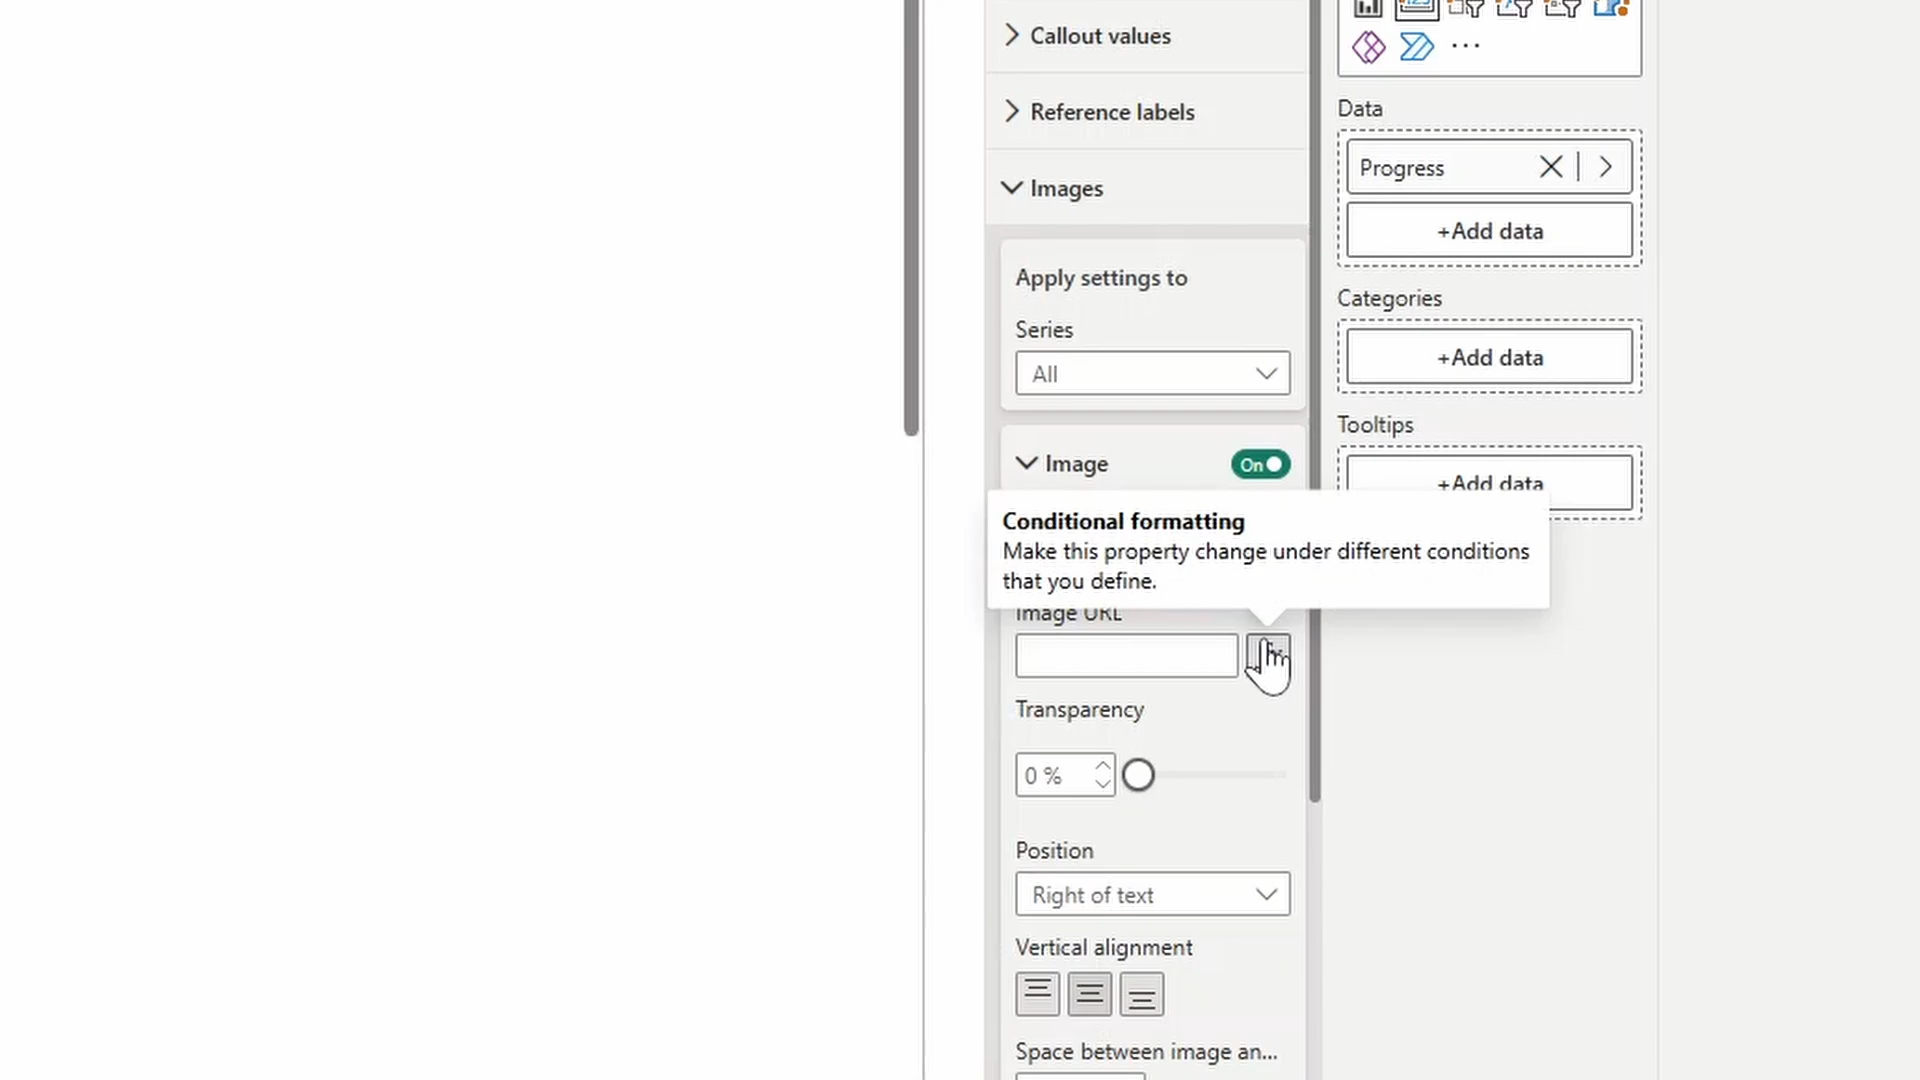 Callout values
Reference labels
Images
Apply settings to
Series
All
Image
On
Conditional formatting
Make this property change under different conditions
that you define.
Image URL
Transparency
0 %
Position
Right of text
Vertical alignment
Space between image an...
123
Data
Progress
+Add data
Categories
+Add data
Tooltips
+Add data